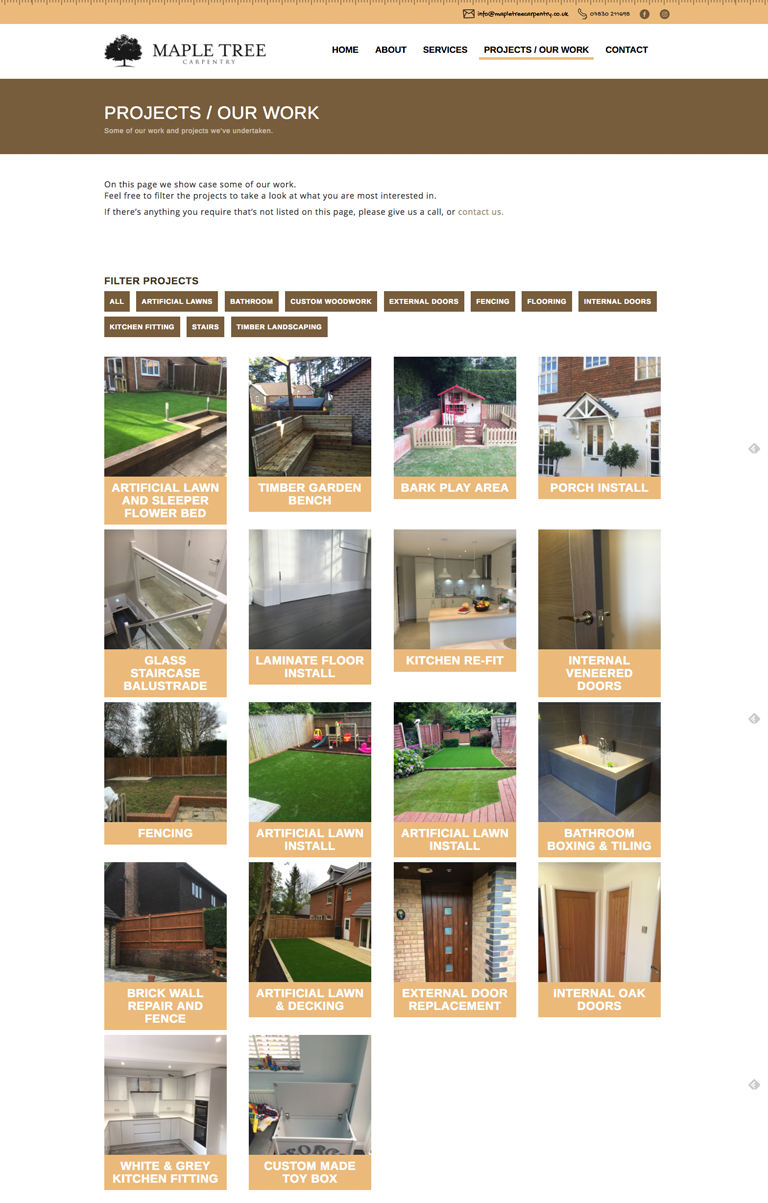 info@mapletreecarpentry.co.uk
07830 211698
MAPLE TREE
CARPENTRY
HOME
ABOUT
SERVICES
PROJECTS / OUR WORK
CONTACT
PROJECTS / OUR WORK
Some of our work and projects we've undertaken.
On this page we show case some of our work.
Feel free to filter the projects to take a look at what you are most interested in.
If there's anything you require that's not listed on this page, please give us a call, or contact us.
FILTER PROJECTS
ALL
ARTIFICIAL LAWNS
BATHROOM
CUSTOM WOODWORK
EXTERNAL DOORS
FENCING
FLOORING
INTERNAL DOORS
KITCHEN FITTING
STAIRS
TIMBER LANDSCAPING
ARTIFICIAL LAWN
AND SLEEPER
FLOWER BED
TIMBER GARDEN
BENCH
BARK PLAY AREA
PORCH INSTALL
GLASS
STAIRCASE
BALUSTRADE
LAMINATE FLOOR
INSTALL
KITCHEN RE-FIT
INTERNAL
VENEERED
DOORS
FENCING
ARTIFICIAL LAWN
INSTALL
ARTIFICIAL LAWN
INSTALL
BATHROOM
BOXING & TILING
BRICK WALL
REPAIR AND
FENCE
ARTIFICIAL LAWN
& DECKING
EXTERNAL DOOR
REPLACEMENT
INTERNAL OAK
DOORS
WHITE & GREY
KITCHEN FITTING
CUSTOM MADE
TOY BOX